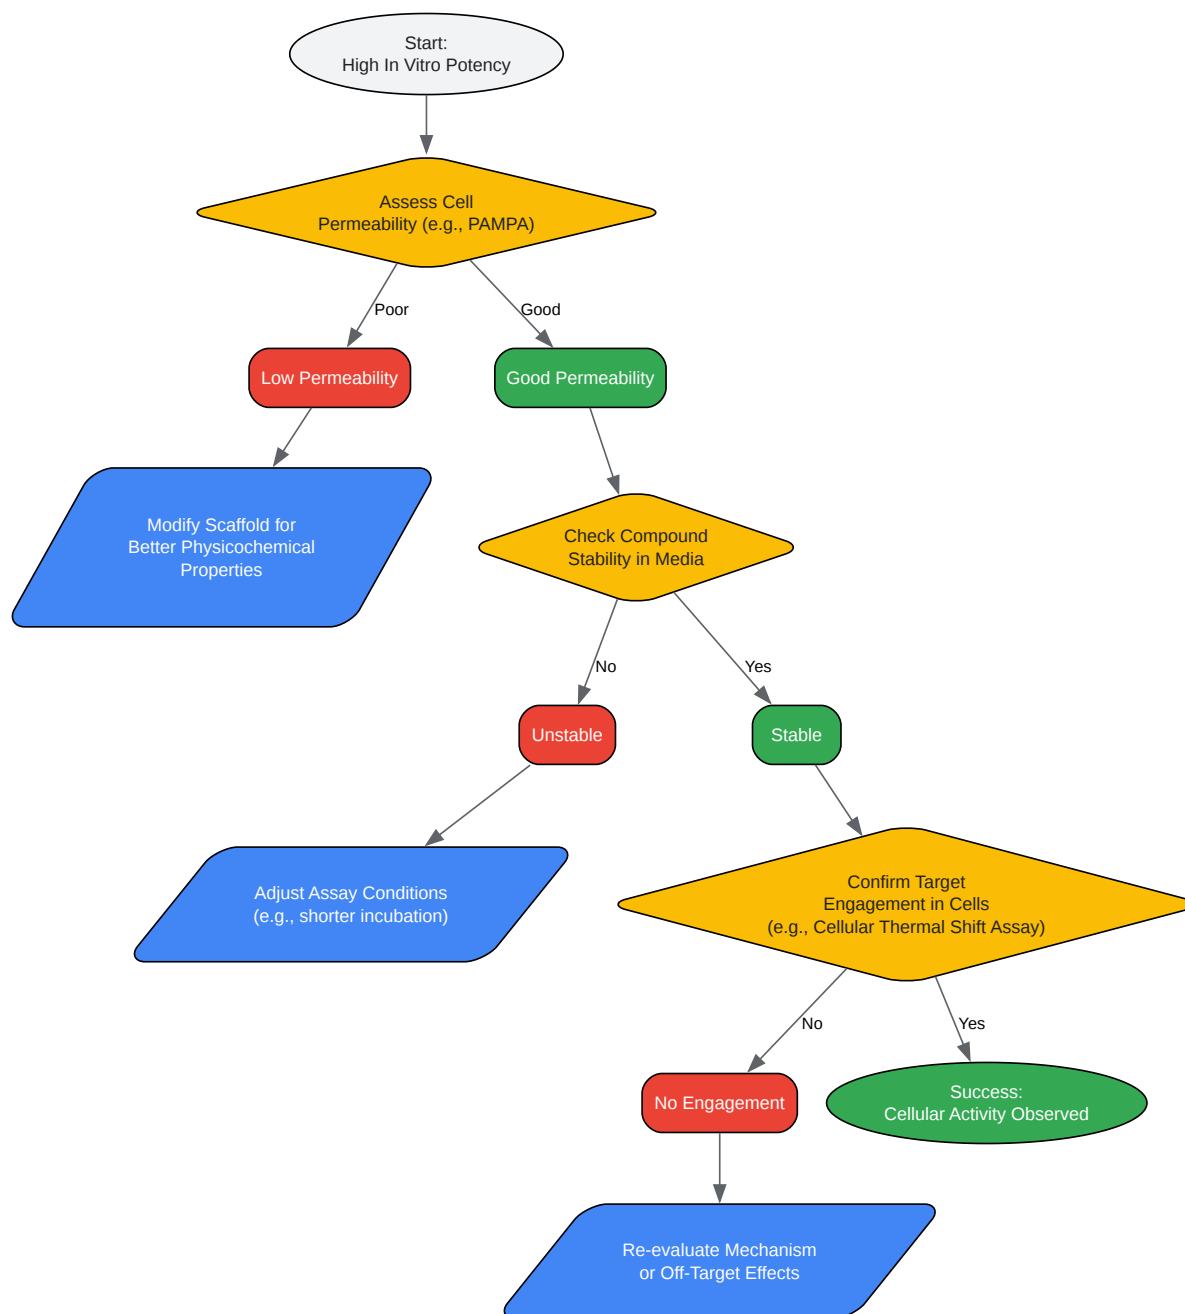 Start:
High In Vitro Potency
Assess Cell
Permeability (e.g., PAMPA)
Poor
Good
Low Permeability
Good Permeability
Modify Scaffold for
Better Physicochemical
Properties
Check Compound
Stability in Media
No
Yes
Unstable
Stable
Adjust Assay Conditions
(e.g., shorter incubation)
Confirm Target
Engagement in Cells
(e.g., Cellular Thermal Shift Assay)
No
Yes
No Engagement
Success:
Cellular Activity Observed
Re-evaluate Mechanism
or Off-Target Effects